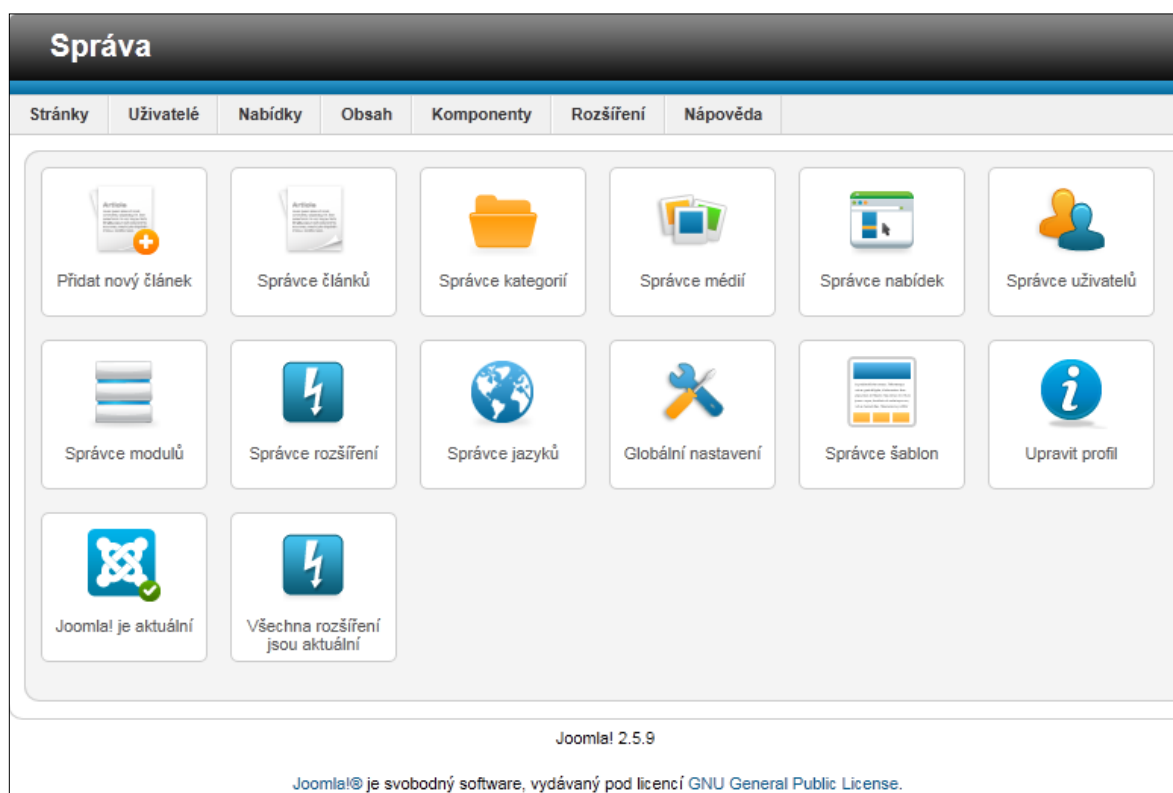 Správa
Stránky Uživatelé Nabídky Obsah Komponenty Rozšíření Nápověda
Article
Article
Přidat nový článek Správce článků Správce kategorií Správce médií Správce nabídek Správce uživatelů
Správce modulů Správce rozšíření Správce jazyků Globální nastavení Správce šablon Upravit profil
Joomla! je aktuální Všechna rozšíření
jsou aktuální
Joomla! 2.5.9
Joomla!® je svobodný software, vydávaný pod licencí GNU General Public License.